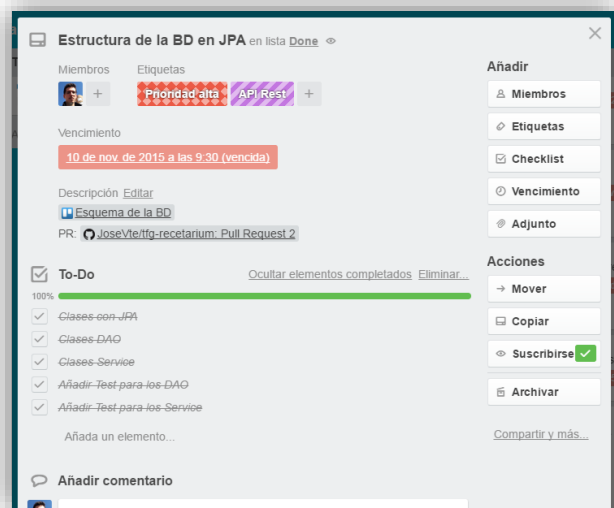 Estructura de la BD en JPA en lista Done
Miembros
Etiquetas
+
Prioridad alta
API Rest
+
Vencimiento
10 de nov. de 2015 a las 9:30 (vencida)
Descripción Editar
Esquema de la BD
PR: JoseVte/tfg-recetarium: Pull Request 2
To-Do
Ocultar elementos completados Eliminar...
100%
Clases con JPA
Clases DAO
Clases Service
Añadir Test para los DAO
Añadir Test para los Service
Añada un elemento...
Añadir comentario
Añadir
Miembros
Etiquetas
Checklist
Vencimiento
Adjunto
Acciones
Mover
Copiar
Suscribirse
Archivar
Compartir y más...